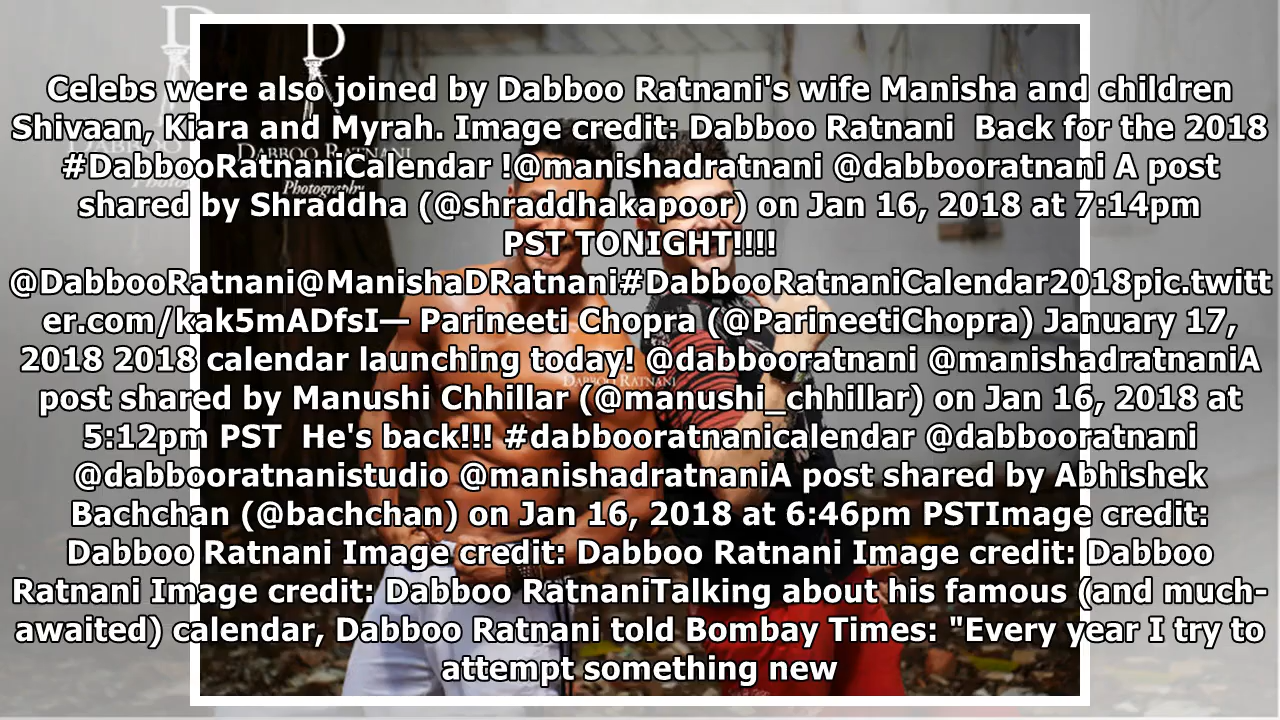 D
D
DABBOO RATNANI
Photography
Celebs were also joined by Dabboo Ratnani's wife Manisha and children
Shivaan, Kiara and Myrah. Image credit: Dabboo Ratnani  Back for the 2018
#DabbooRatnaniCalendar !@manishadratnani @dabbooratnani A post
shared by Shraddha (@shraddhakapoor) on Jan 16, 2018 at 7:14pm
PST TONIGHT!!!!
@DabbooRatnani@ManishaDRatnani#DabbooRatnaniCalendar2018pic.twitt
er.com/kak5mADfsI— Parineeti Chopra (@ParineetiChopra) January 17,
2018 2018 calendar launching today! @dabbooratnani @manishadratnaniA
post shared by Manushi Chhillar (@manushi_chhillar) on Jan 16, 2018 at
5:12pm PST  He's back!!! #dabbooratnanicalendar @dabbooratnani
@dabbooratnanistudio @manishadratnaniA post shared by Abhishek
Bachchan (@bachchan) on Jan 16, 2018 at 6:46pm PSTImage credit:
Dabboo Ratnani Image credit: Dabboo Ratnani Image credit: Dabboo
Ratnani Image credit: Dabboo RatnaniTalking about his famous (and much-
awaited) calendar, Dabboo Ratnani told Bombay Times: "Every year I try to
attempt something new
DABBOO RATNANI